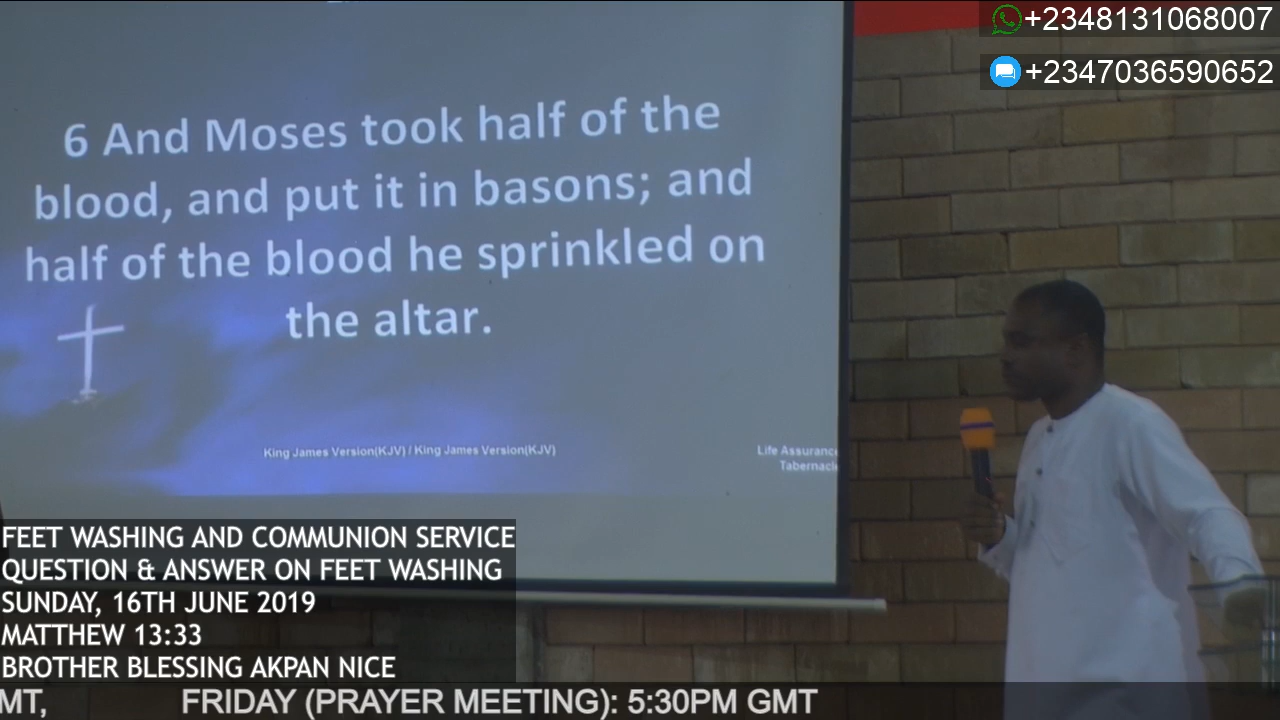 +2348131068007
+2347036590652
6 And Moses took half of the
blood, and put it in basons; and
half of the blood he sprinkled on
the altar.
King James Version(KJV) / King James Version(KJV)
Life Assurance
Tabernacle
FEET WASHING AND COMMUNION SERVICE
QUESTION & ANSWER ON FEET WASHING
SUNDAY, 16TH JUNE 2019
MATTHEW 13:33
BROTHER BLESSING AKPAN NICE
MT, FRIDAY (PRAYER MEETING): 5:30PM GMT